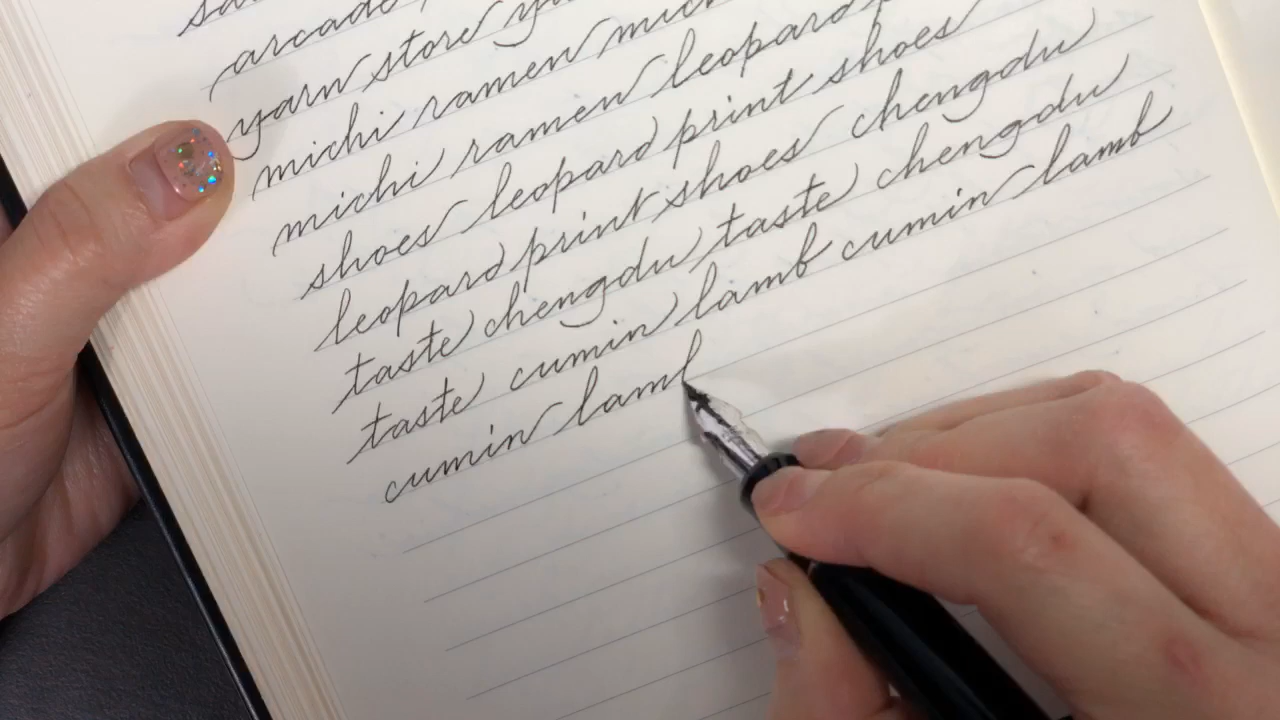 arcade
yarn store
michi ramen
michi ramen leopard
shoes leopard print shoes
leopard print shoes chengdu
taste chengdu taste chengdu
taste cumin lamb cumin lamb
cumin lamb